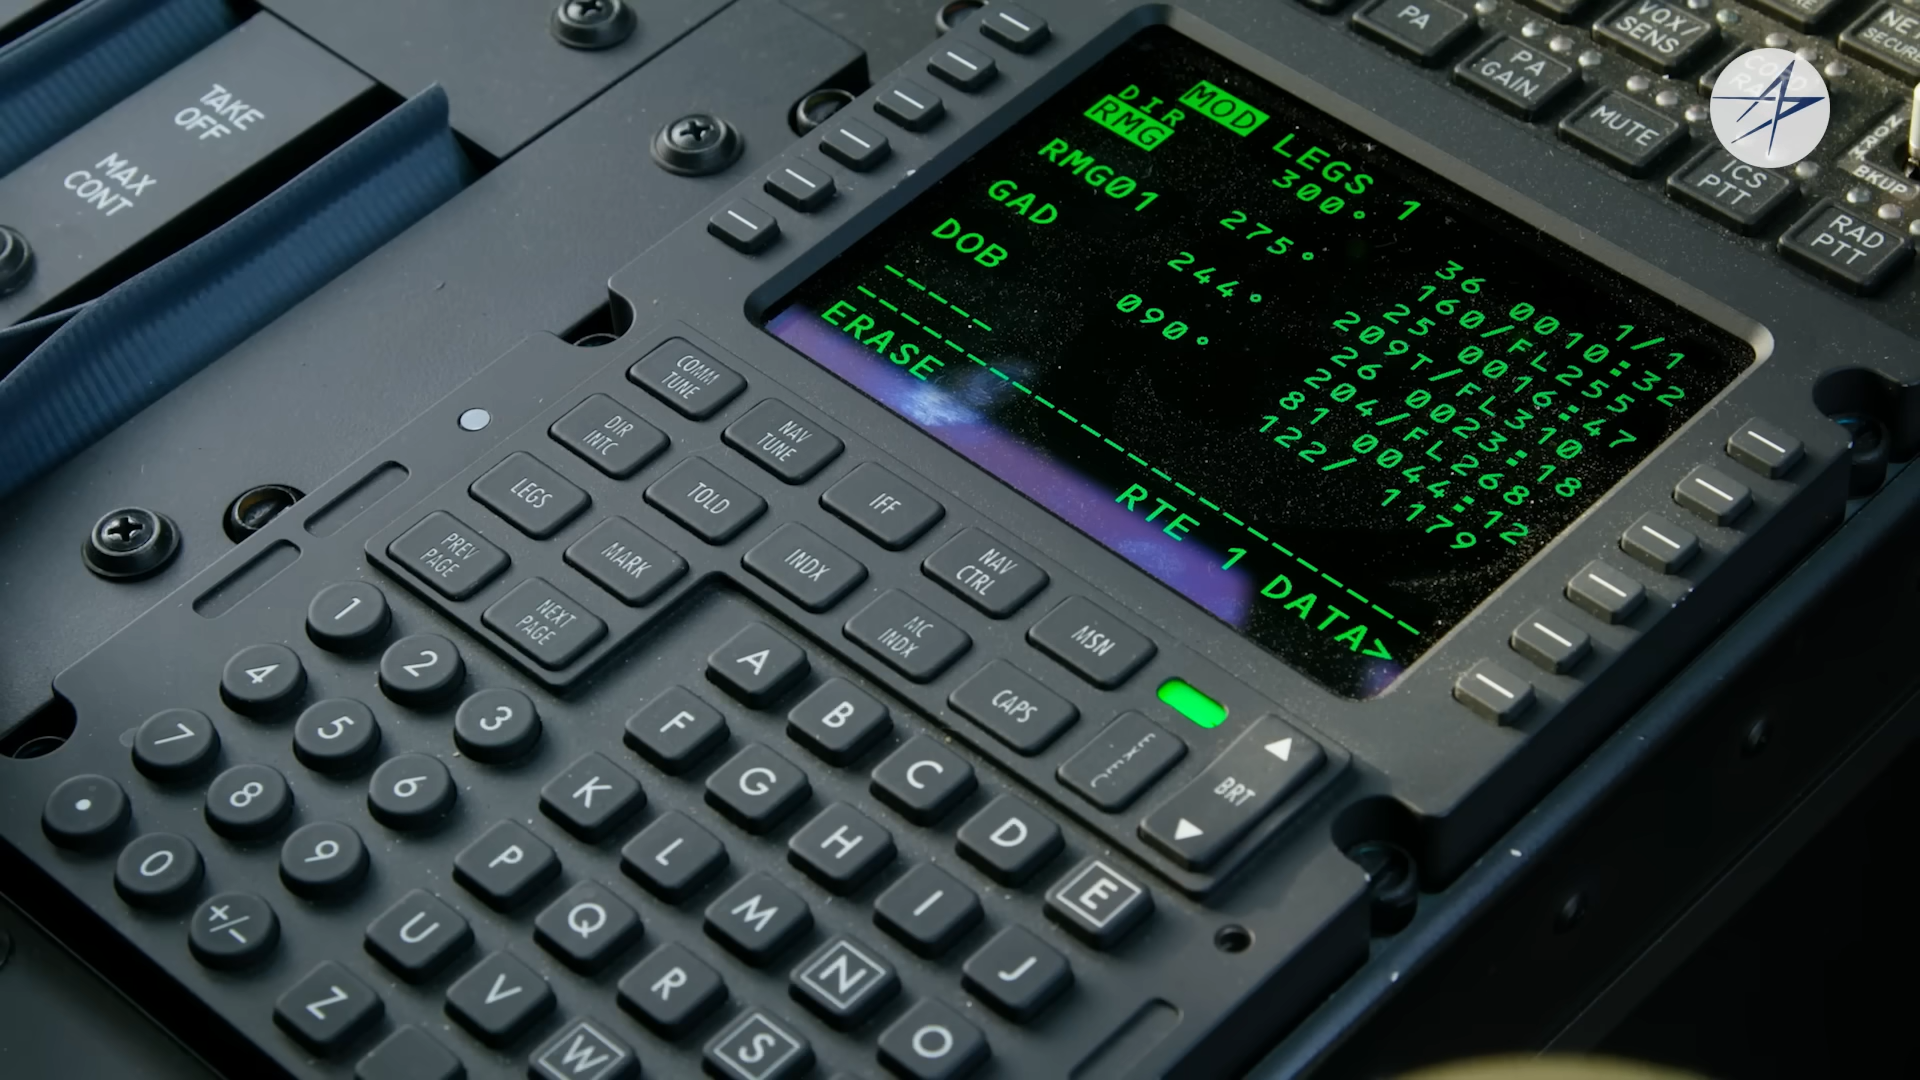 TAKE
OFF
MAX
CONT
PA
VOX/
SENS
NET
SECURE
PA
GAIN
MUTE
ICS
PTT
BKUP
RAD
PTT
MOD LEGS 1 1/1
DIR 300° 36 0010:32
RMG 160/FL255
275° 25 0016:47
RMG01 209T/FL310
244° 26 0023:18
GAD 204/FL268
090° 81 0044:12
DOB 122/ 1179
-----
--------------------
ERASE RTE 1 DATA>
COMM
TUNE
DIR
INTC
NAV
TUNE
LEGS
TOLD
IFF
PREV
PAGE
MARK
INDX
NAV
CTRL
NEXT
PAGE
MC
INDX
MSN
CAPS
EXEC
BRT
1
2
3
4
5
6
7
8
9
•
0
+/-
A
B
C
D
E
F
G
H
I
J
K
L
M
N
O
P
Q
R
S
U
V
W
Z